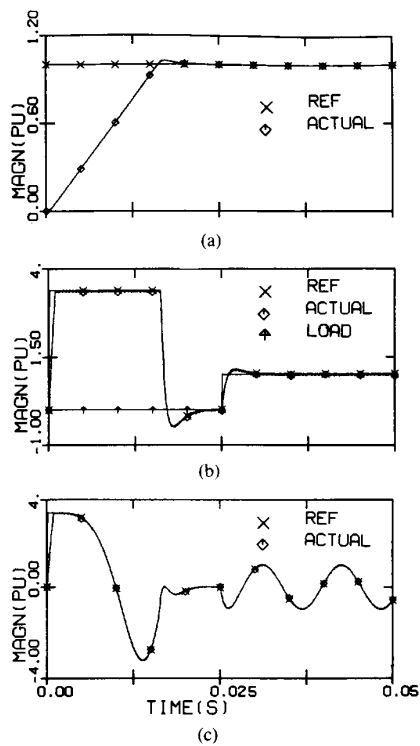 1.20
0.60
0.00
MAGN(PU)
REF
ACTUAL
(a)
4.
1.50
-1.00
MAGN(PU)
REF
ACTUAL
LOAD
(b)
4.
0.00
-4.00
MAGN(PU)
REF
ACTUAL
0.00
0.025
0.05
TIME(S)
(c)